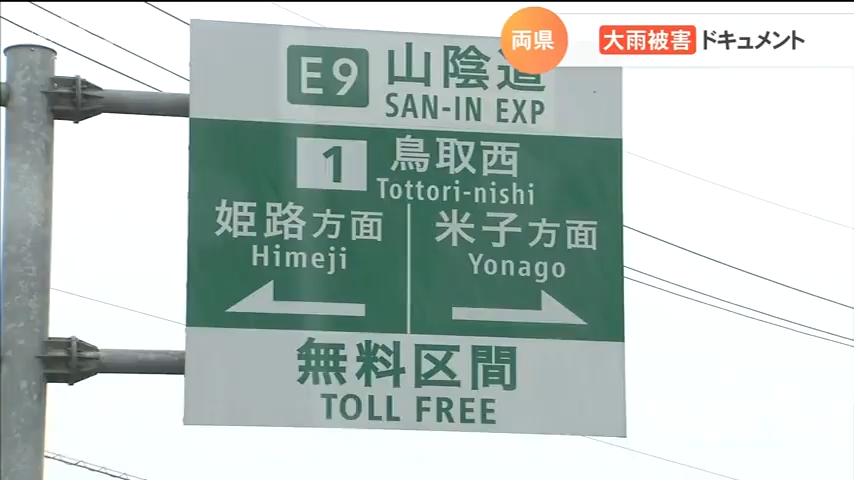 両県
大雨被害 ドキュメント
E9 山陰道
SAN-IN EXP
1 鳥取西
Tottori-nishi
姫路方面 米子方面
Himeji Yonago
無料区間
TOLL FREE